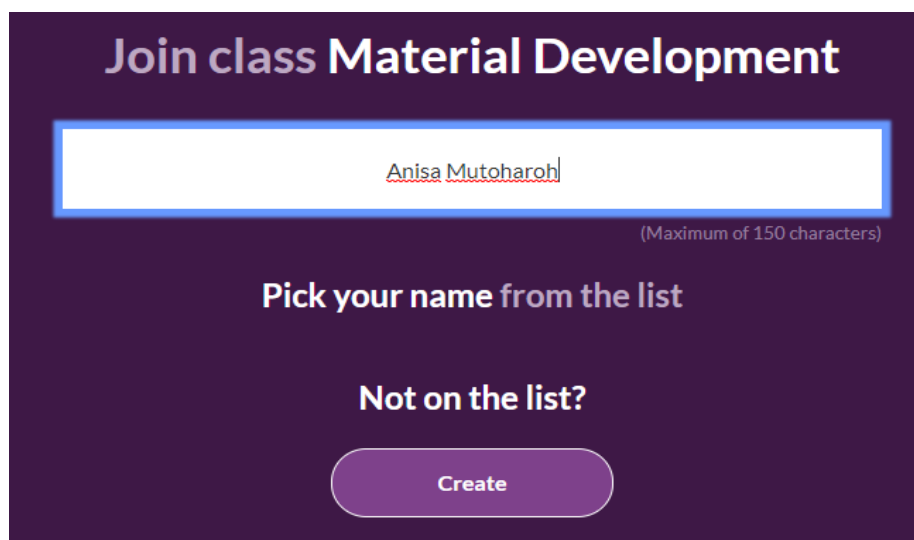 Join class Material Development
Anisa Mutoharoh
(Maximum of 150 characters)
Pick your name from the list
Not on the list?
Create